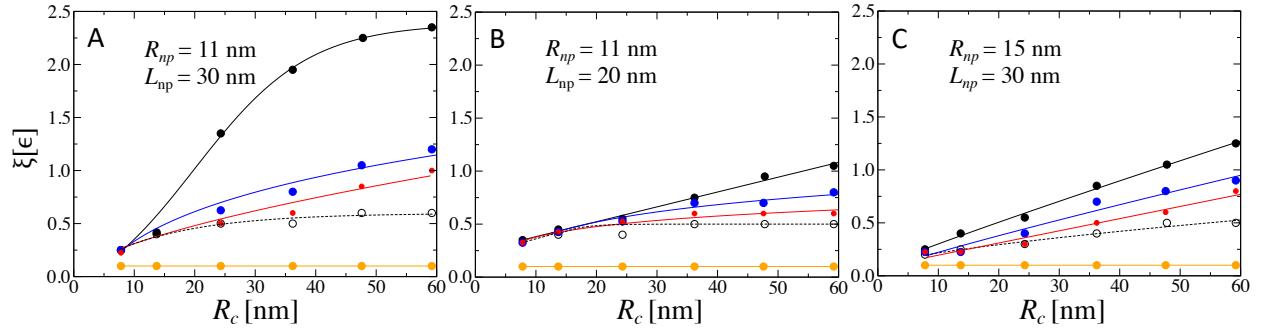 A
R_np = 11 nm
L_np = 30 nm
B
R_np = 11 nm
L_np = 20 nm
C
R_np = 15 nm
L_np = 30 nm
ξ[ϵ]
2.5
2.0
1.5
1.0
0.5
0.0
0 10 20 30 40 50 60
R_c [nm]
2.5
2.0
1.5
1.0
0.5
0.0
0 10 20 30 40 50 60
R_c [nm]
2.5
2.0
1.5
1.0
0.5
0.0
0 10 20 30 40 50 60
R_c [nm]